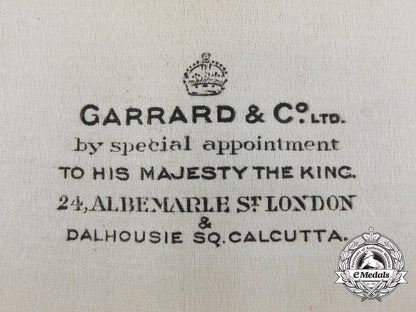 GARRARD & Cº LTD.
by special appointment
TO HIS MAJESTY THE KING.
24, ALBEMARLE ST LONDON
&
DALHOUSIE SQ. CALCUTTA.
eMedals